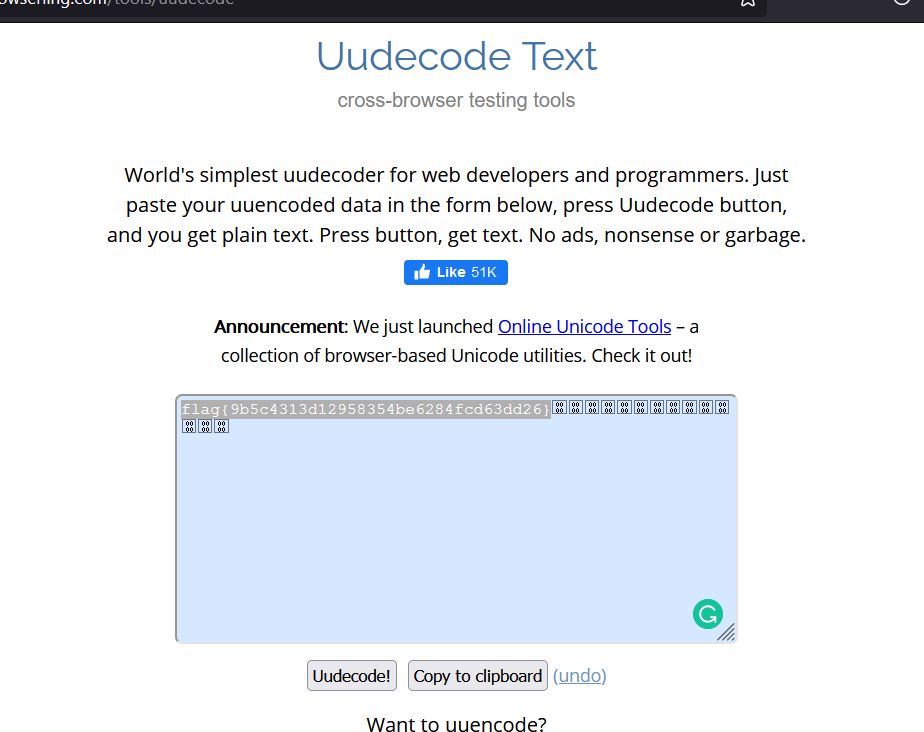 owserling.com/tools/uudecode
Uudecode Text
cross-browser testing tools
World's simplest uudecoder for web developers and programmers. Just
paste your uuencoded data in the form below, press Uudecode button,
and you get plain text. Press button, get text. No ads, nonsense or garbage.
Like 51K
Announcement: We just launched Online Unicode Tools – a
collection of browser-based Unicode utilities. Check it out!
flag{9b5c4313d12958354be6284fcd63dd26}
Uudecode! Copy to clipboard (undo)
Want to uuencode?